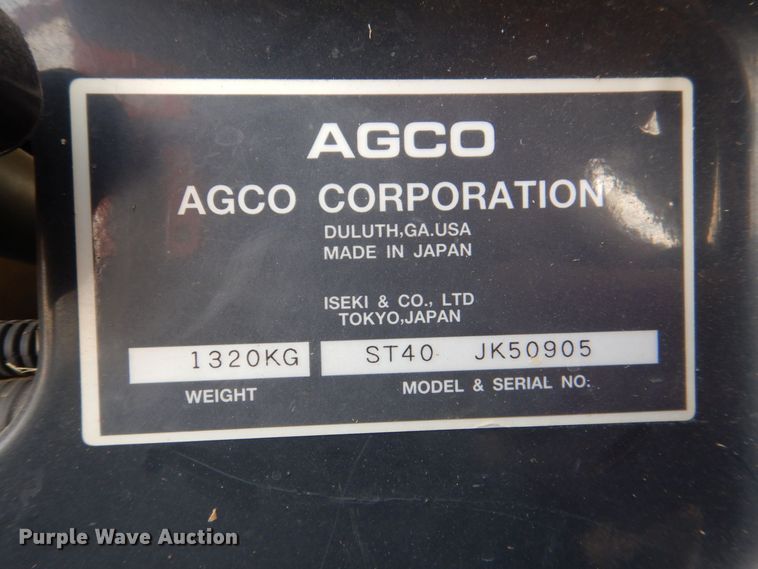 AGCO
AGCO CORPORATION
DULUTH,GA.USA
MADE IN JAPAN
ISEKI & CO., LTD
TOKYO,JAPAN
1320KG ST40 JK50905
WEIGHT MODEL & SERIAL NO.
Purple Wave Auction